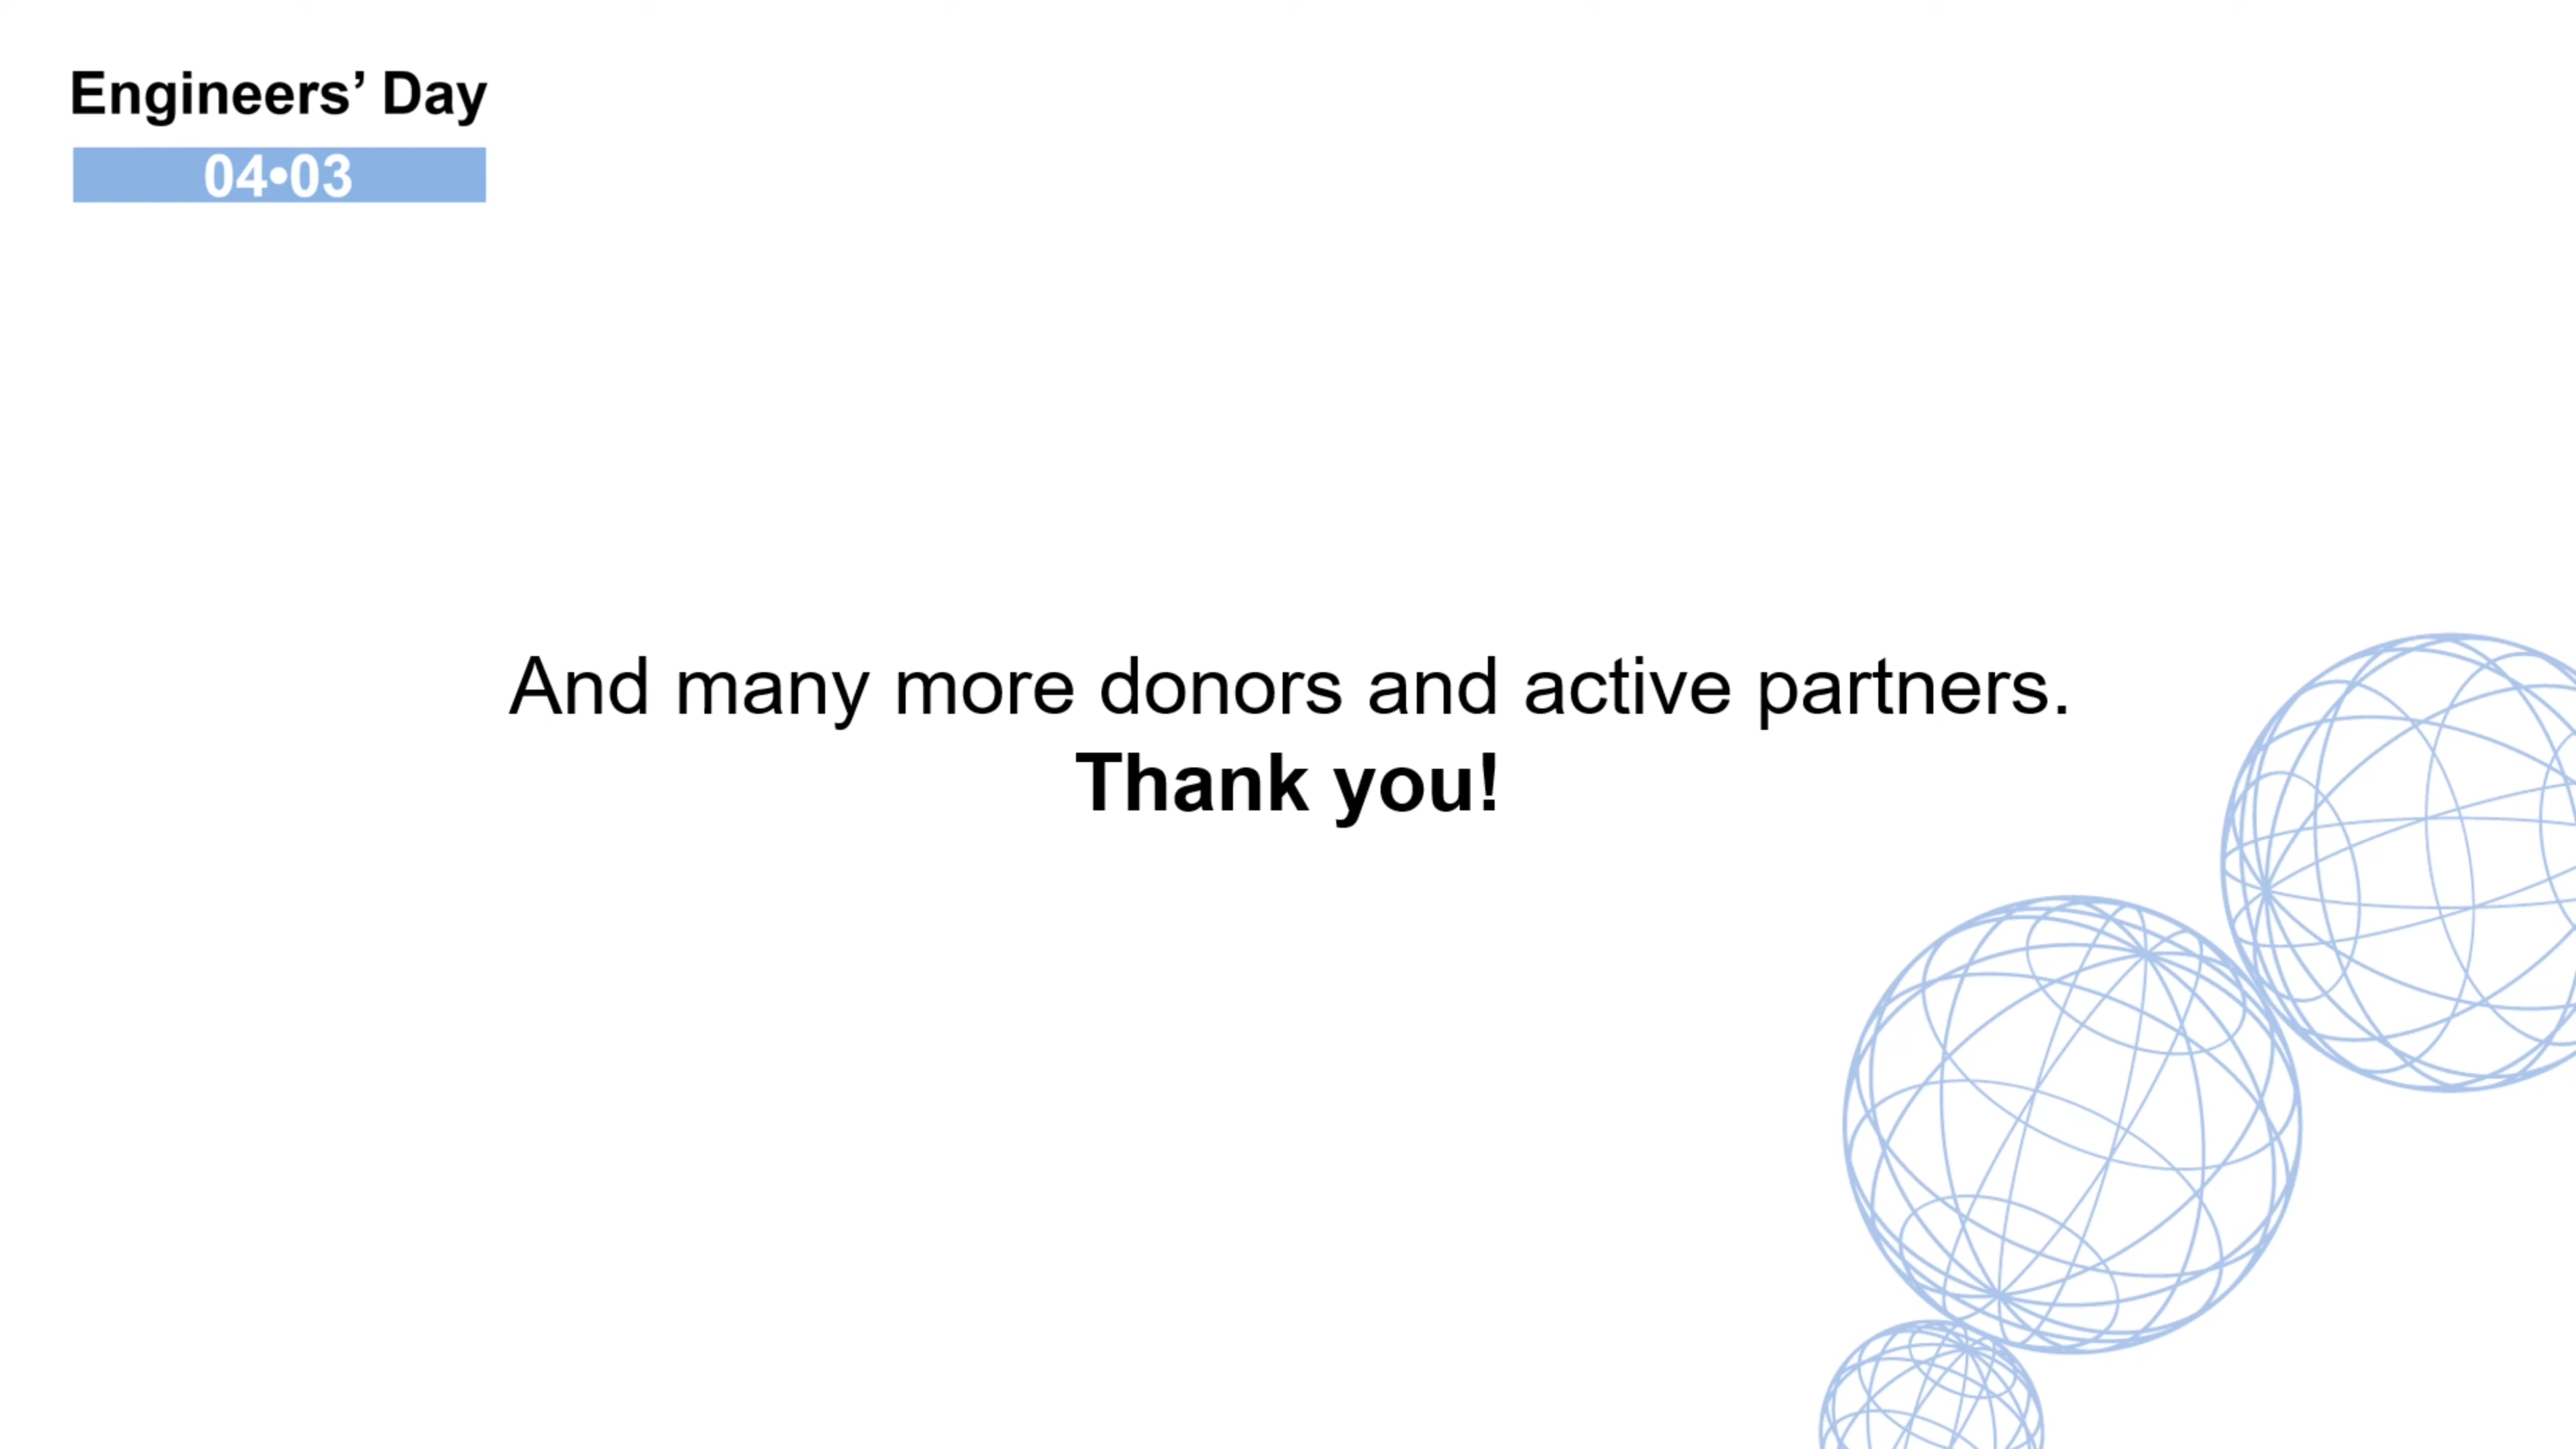 Engineers’ Day
04•03
And many more donors and active partners.
Thank you!